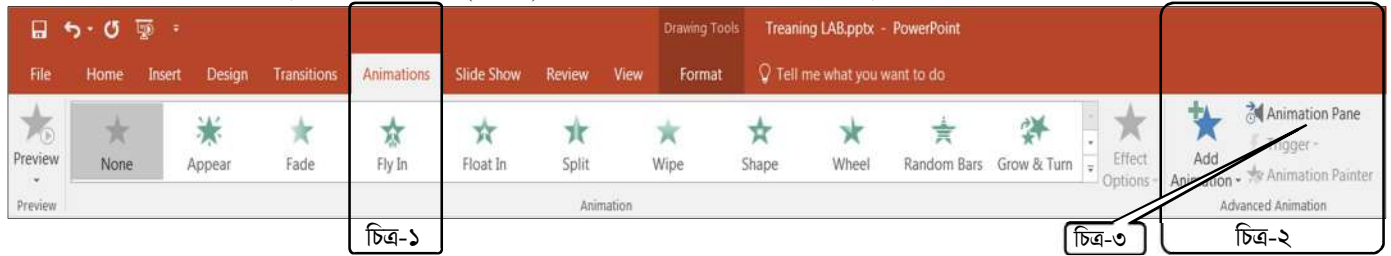 Drawing Tools Treaning LAB.pptx - PowerPoint
File Home Insert Design Transitions Animations Slide Show Review View Format Tell me what you want to do
Preview None Appear Fade Fly In Float In Split Wipe Shape Wheel Random Bars Grow & Turn Effect Options Add Animation Animation Pane
Trigger
Animation Painter
Preview Animation Advanced Animation
চিত্র-১ চিত্র-৩ চিত্র-২